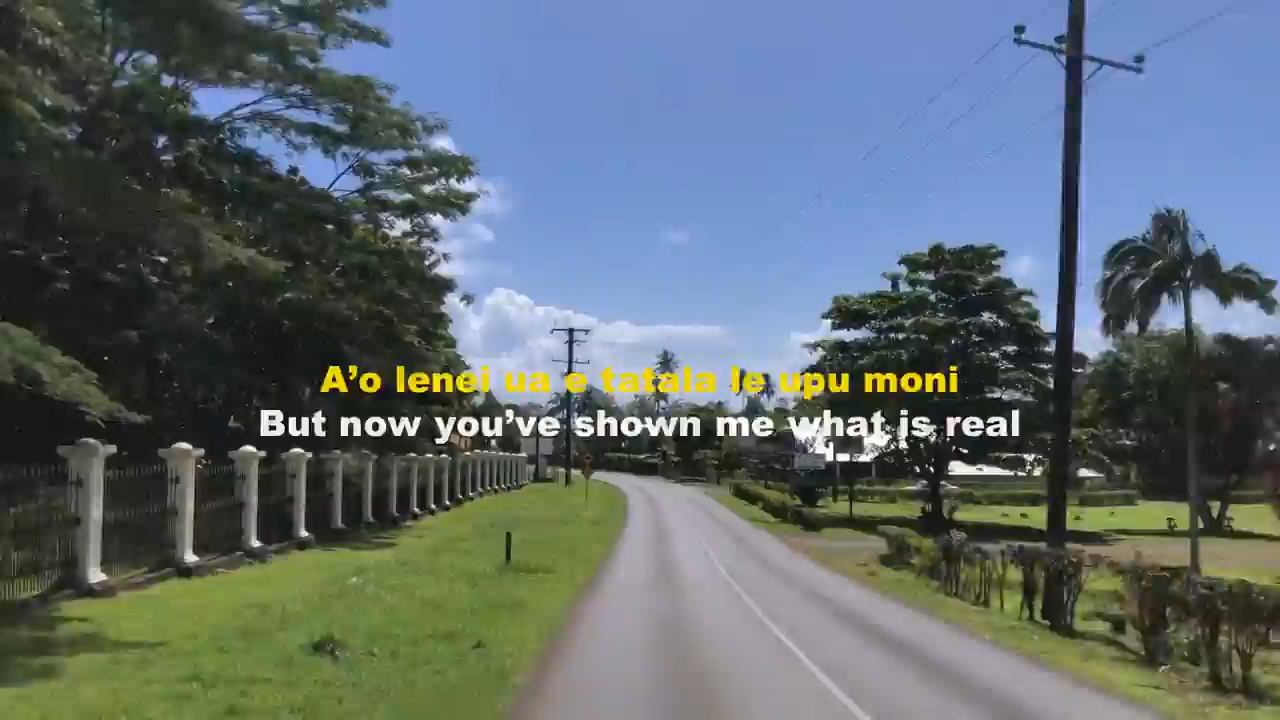 A’o lenei ua e tatala le upu moni
But now you’ve shown me what is real